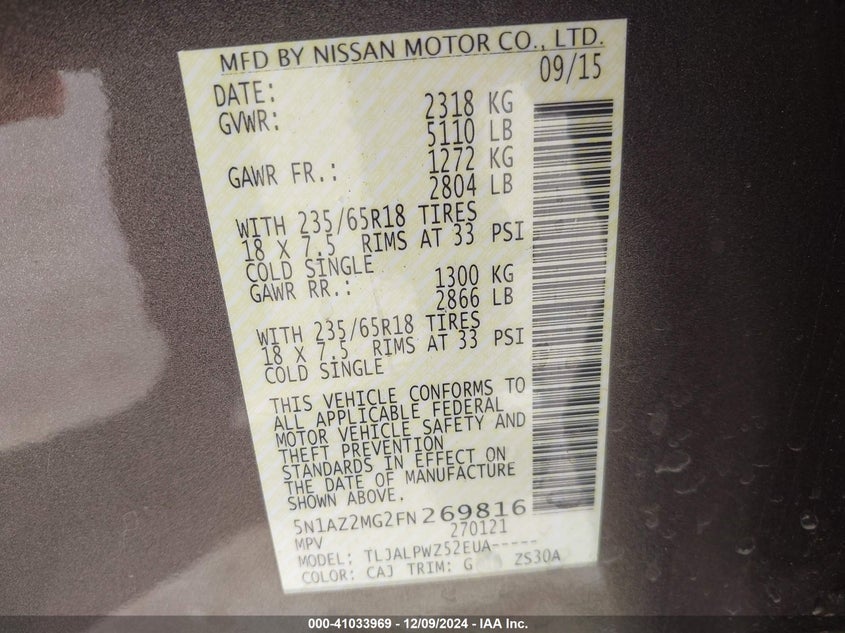 MFD BY NISSAN MOTOR CO., LTD.
DATE: 09/15
GVWR: 2318 KG
5110 LB
GAWR FR.: 1272 KG
2804 LB
WITH 235/65R18 TIRES
18 X 7.5 RIMS AT 33 PSI
COLD SINGLE
GAWR RR.: 1300 KG
2866 LB
WITH 235/65R18 TIRES
18 X 7.5 RIMS AT 33 PSI
COLD SINGLE
THIS VEHICLE CONFORMS TO
ALL APPLICABLE FEDERAL
MOTOR VEHICLE SAFETY AND
THEFT PREVENTION
STANDARDS IN EFFECT ON
THE DATE OF MANUFACTURE
SHOWN ABOVE.
5N1AZ2MG2FN269816
MPV 270121
MODEL: TLJALPWZ52EUA-----
COLOR: CAJ TRIM: G ZS30A
000-41033969 - 12/09/2024 - IAA Inc.